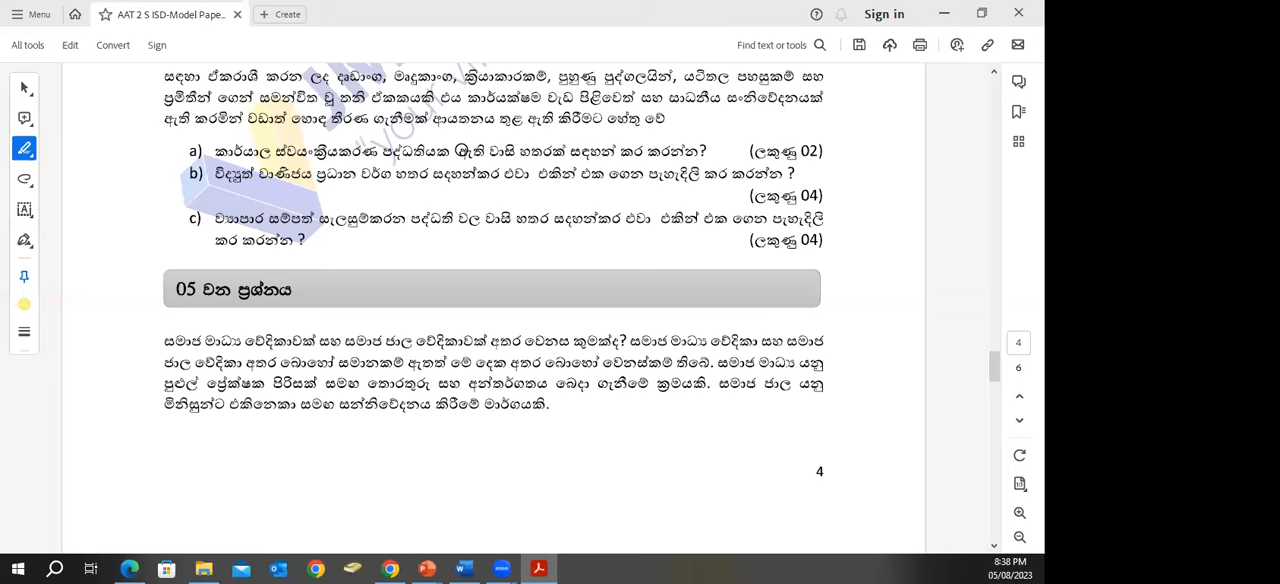 Menu
AAT 2 S ISD-Model Pape...
Create
Sign in
All tools Edit Convert Sign
Find text or tools
සඳහා ඒකරාශී කරන ලද දෘඩාංග, මෘදුකාංග, ක්‍රියාකාරකම්, පුහුණු පුද්ගලයින්, යටිතල පහසුකම් සහ
ප්‍රමිතීන් ගෙන් සමන්විත වූ තනි ඒකකයකි එය කාර්යක්ෂම වැඩ පිළිවෙත් සහ සාධනීය සංනිවේදනයක්
ඇති කරමින් වඩාත් හොඳ තීරණ ගැනීමක් ආයතනය තුළ ඇති කිරීමට හේතු වේ
a) කාර්යාල ස්වයංක්‍රීයකරණ පද්ධතියක ඇති වාසි හතරක් සඳහන් කර කරන්න? (ලකුණු 02)
b) විද්‍යුත් වාණිජය ප්‍රධාන වර්ග හතර සදහන්කර එවා එකින් එක ගෙන පැහැදිලි කර කරන්න ?
(ලකුණු 04)
c) ව්‍යාපාර සම්පත් සැලසුම්කරන පද්ධති වල වාසි හතර සදහන්කර එවා එකින් එක ගෙන පැහැදිලි
කර කරන්න ? (ලකුණු 04)
05 වන ප්‍රශ්නය
සමාජ මාධ්‍ය වේදිකාවක් සහ සමාජ ජාල වේදිකාවක් අතර වෙනස කුමක්ද? සමාජ මාධ්‍ය වේදිකා සහ සමාජ
ජාල වේදිකා අතර බොහෝ සමානකම් ඇතත් මේ දෙක අතර බොහෝ වෙනස්කම් තිබේ. සමාජ මාධ්‍ය යනු
පුළුල් ප්‍රේක්ෂක පිරිසක් සමඟ තොරතුරු සහ අන්තර්ගතය බෙදා ගැනීමේ ක්‍රමයකි. සමාජ ජාල යනු
මිනිසුන්ට එකිනෙකා සමඟ සන්නිවේදනය කිරීමේ මාර්ගයකි.
4
4
6
8:38 PM
05/08/2023